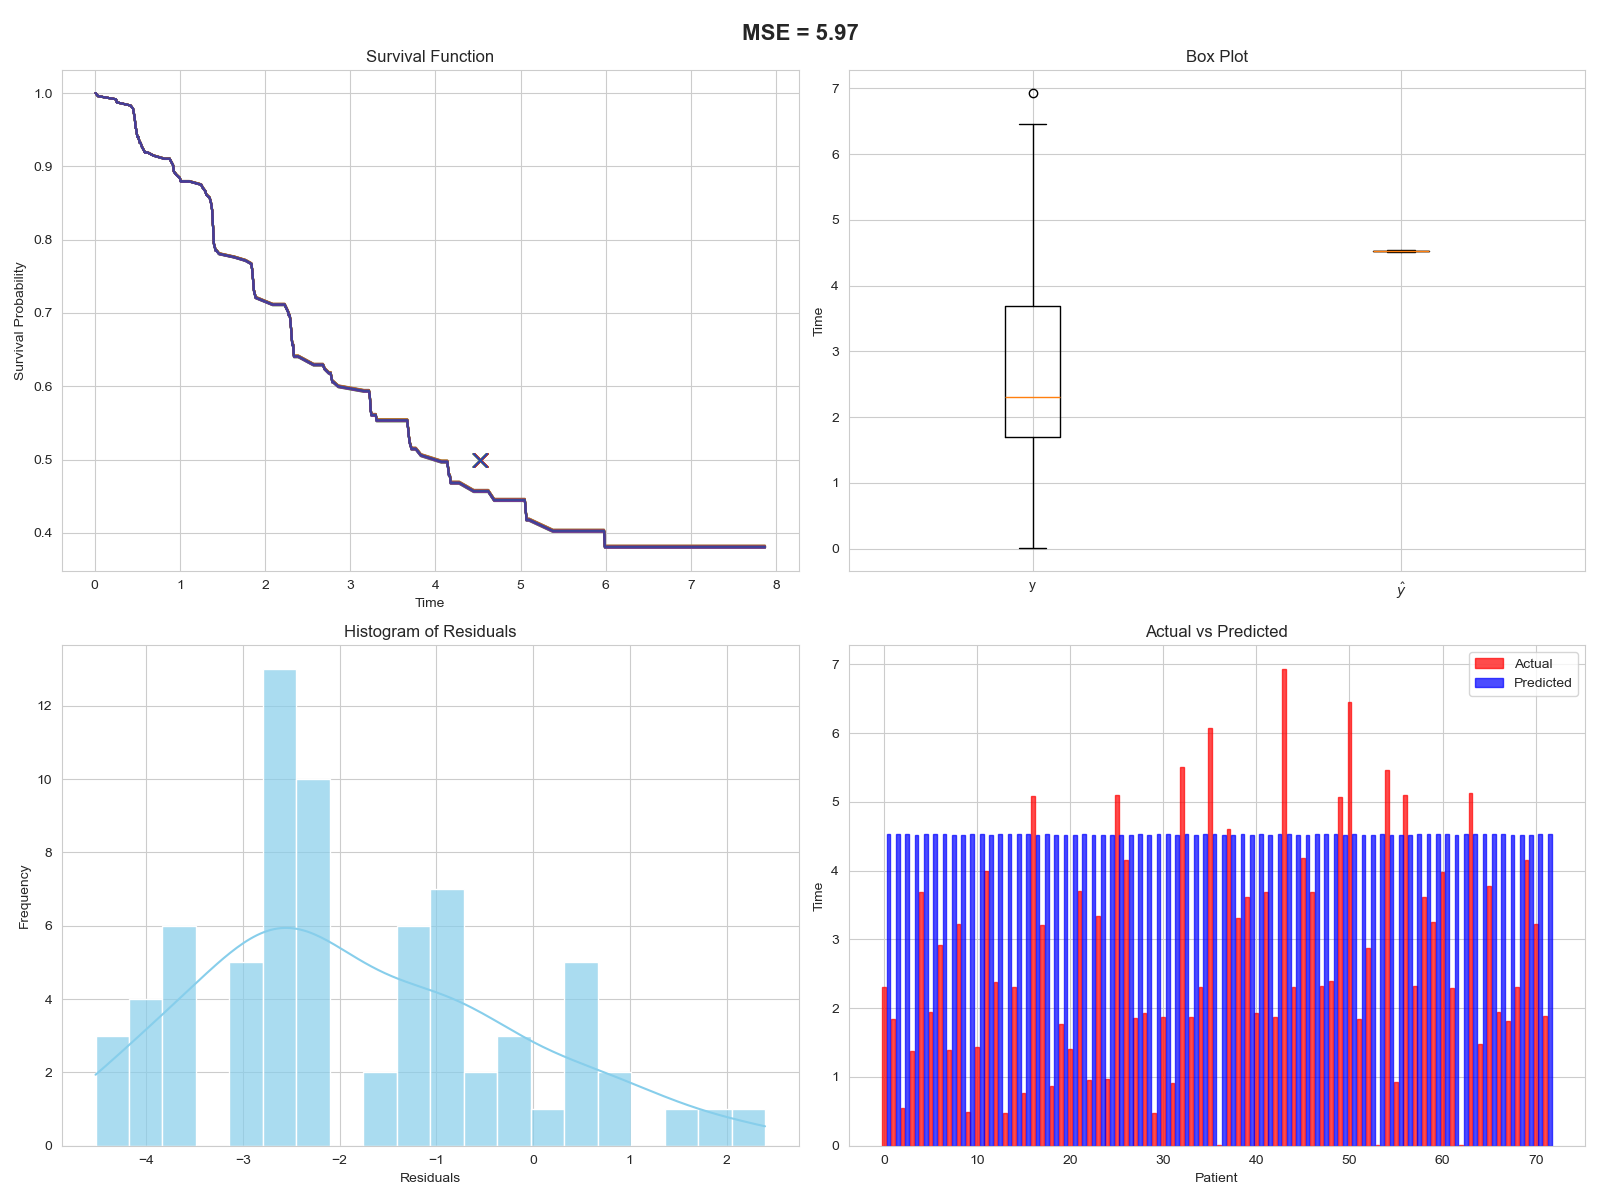 MSE = 5.97
Survival Function
Survival Probability
1.0
0.9
0.8
0.7
0.6
0.5
0.4
0 1 2 3 4 5 6 7 8
Time
Box Plot
Time
7
6
5
4
3
2
1
0
y ŷ
Histogram of Residuals
Frequency
12
10
8
6
4
2
0
−4 −3 −2 −1 0 1 2
Residuals
Actual vs Predicted
Actual
Predicted
Time
7
6
5
4
3
2
1
0
0 10 20 30 40 50 60 70
Patient